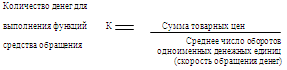 Количество денег для
выполнения функций К = Сумма товарных цен
средства обращения Среднее число оборотов
одноименных денежных единиц
(скорость обращения денег)